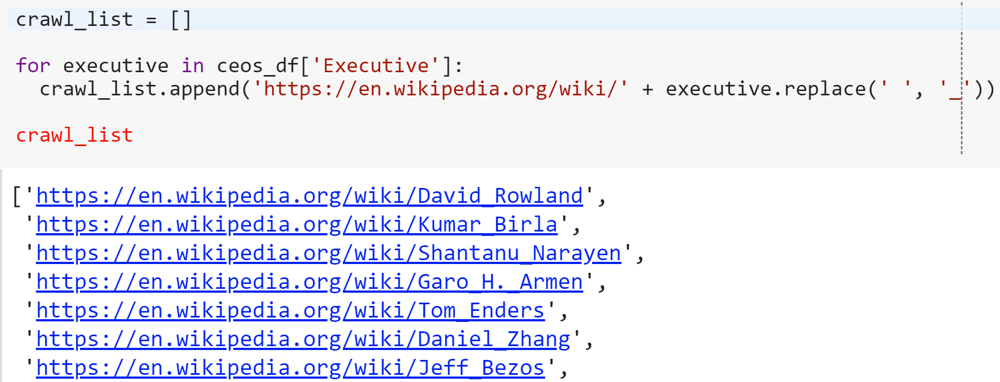 crawl_list = []
for executive in ceos_df['Executive']:
  crawl_list.append('https://en.wikipedia.org/wiki/' + executive.replace(' ', '_'))
crawl_list
['https://en.wikipedia.org/wiki/David_Rowland',
 'https://en.wikipedia.org/wiki/Kumar_Birla',
 'https://en.wikipedia.org/wiki/Shantanu_Narayen',
 'https://en.wikipedia.org/wiki/Garo_H._Armen',
 'https://en.wikipedia.org/wiki/Tom_Enders',
 'https://en.wikipedia.org/wiki/Daniel_Zhang',
 'https://en.wikipedia.org/wiki/Jeff_Bezos',